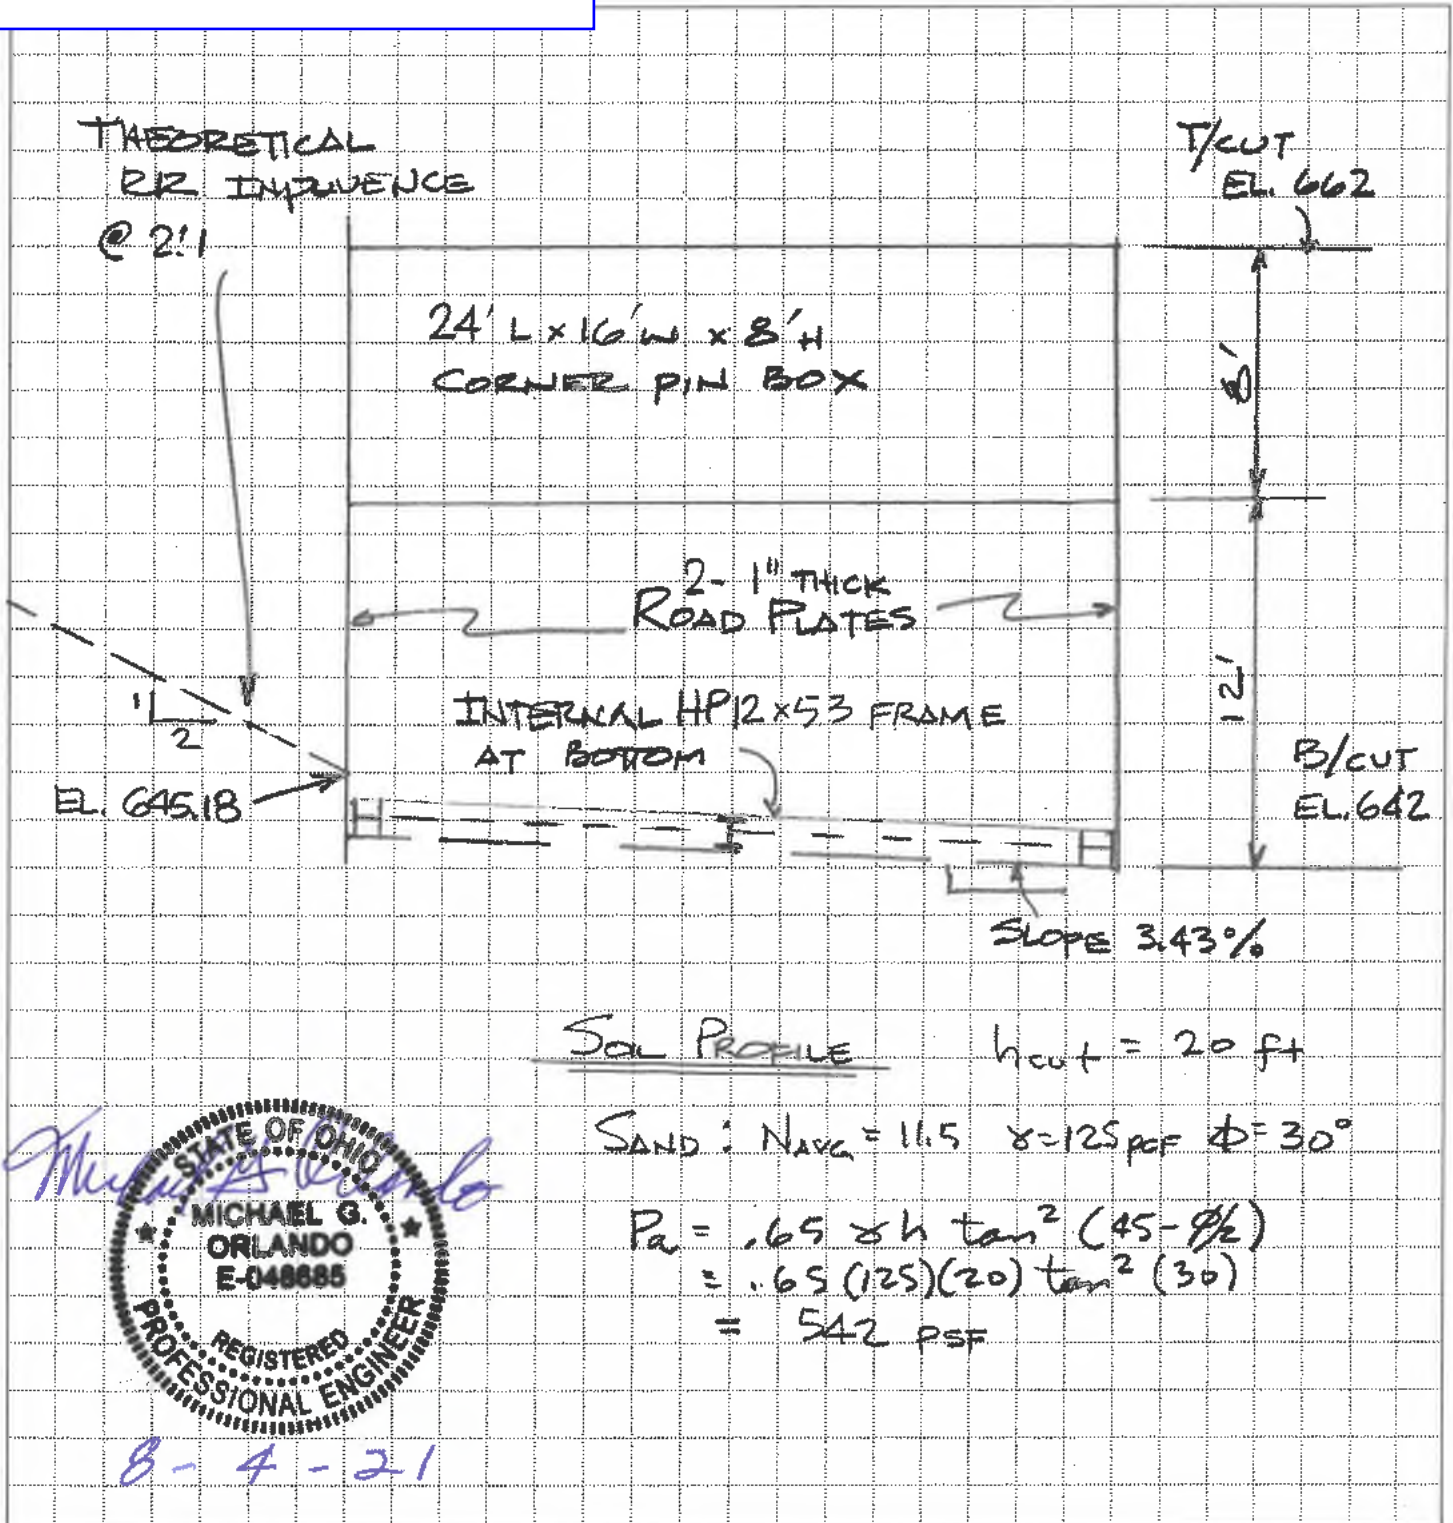 THEORETICAL
RR INFLUENCE
@ 2:1
T/CUT
EL. 662
24' L x 16' W x 8' H
CORNER PIN BOX
8'
2- 1" THICK
ROAD PLATES
12'
1
2
INTERNAL HP12x53 FRAME
AT BOTTOM
EL. 645.18
B/CUT
EL. 642
SLOPE 3.43%
SOIL PROFILE
hcut = 20 ft
SAND : NAVG = 11.5 γ=125 PCF Φ=30°
Pa = .65 γh tan² (45-Φ/2)
= .65 (125)(20) tan² (30)
= 542 PSF
Michael G Orlando
STATE OF OHIO
MICHAEL G.
ORLANDO
E-048685
REGISTERED
PROFESSIONAL ENGINEER
8-4-21